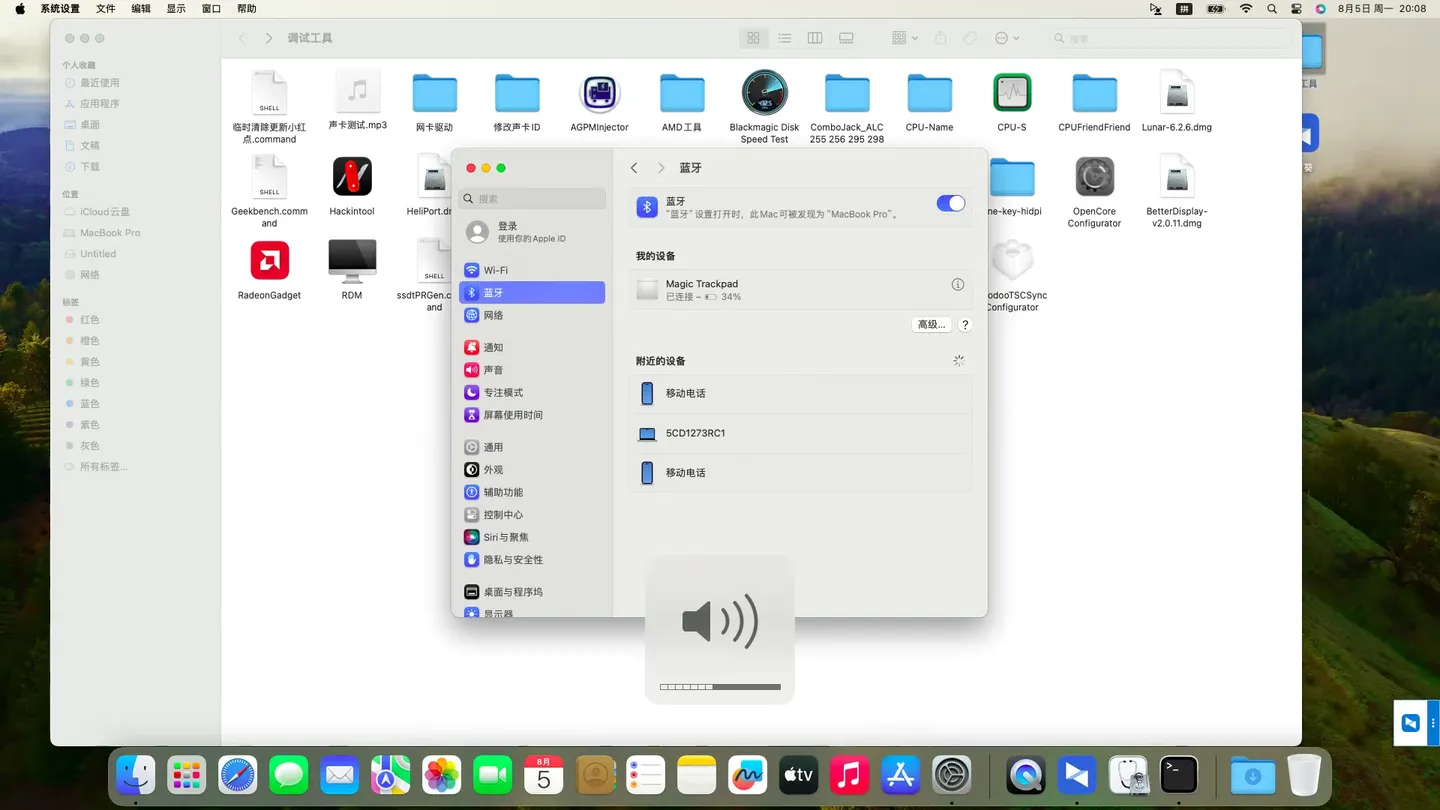 系统设置 文件 编辑 显示 窗口 帮助
拼
8月5日 周一 20:08
调试工具
搜索
个人收藏
最近使用
应用程序
桌面
文稿
下载
位置
iCloud云盘
MacBook Pro
Untitled
网络
标签
红色
橙色
黄色
绿色
蓝色
紫色
灰色
所有标签...
SHELL
临时清除更新小红
点.command
声卡测试.mp3
网卡驱动
修改声卡ID
AGPMInjector
AMD工具
Blackmagic Disk
Speed Test
ComboJack_ALC
255 256 295 298
CPU-Name
CPU-S
CPUFriendFriend
Lunar-6.2.6.dmg
SHELL
Geekbench.comm
and
Hackintool
HeliPort.dr
ne-key-hidpi
OpenCore
Configurator
BetterDisplay-
v2.0.11.dmg
RadeonGadget
RDM
SHELL
ssdtPRGen.c
and
odooTSCSync
Configurator
工具
搜索
登录
使用你的Apple ID
Wi-Fi
蓝牙
网络
通知
声音
专注模式
屏幕使用时间
通用
外观
辅助功能
控制中心
Siri与聚焦
隐私与安全性
桌面与程序坞
显示器
蓝牙
蓝牙
“蓝牙”设置打开时，此Mac可被发现为“MacBook Pro”。
我的设备
Magic Trackpad
已连接 – 34%
高级... ?
附近的设备
移动电话
5CD1273RC1
移动电话
8月
5
tv